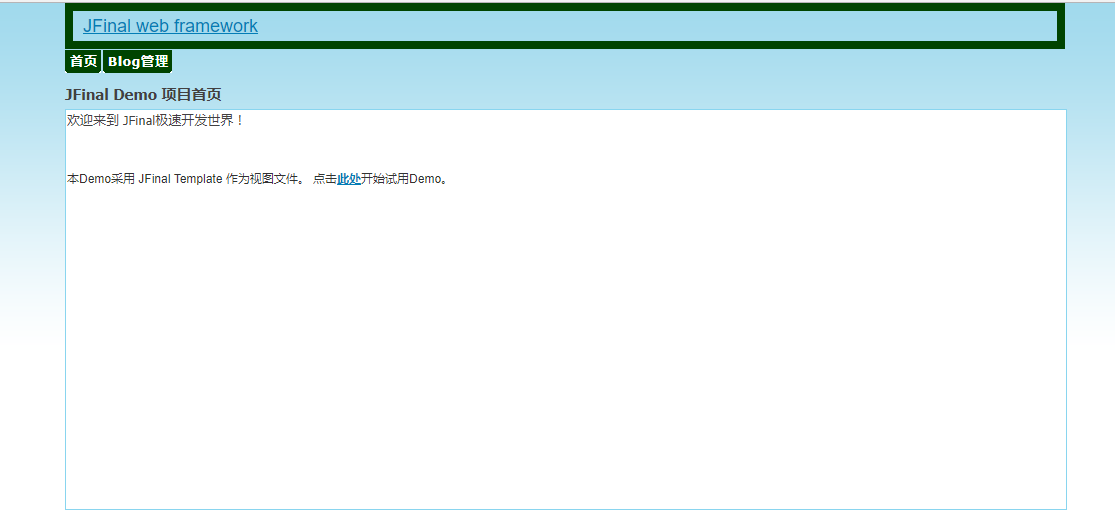 JFinal web framework
首页 Blog管理
JFinal Demo 项目首页
欢迎来到 JFinal极速开发世界！
本Demo采用 JFinal Template 作为视图文件。 点击此处开始试用Demo。